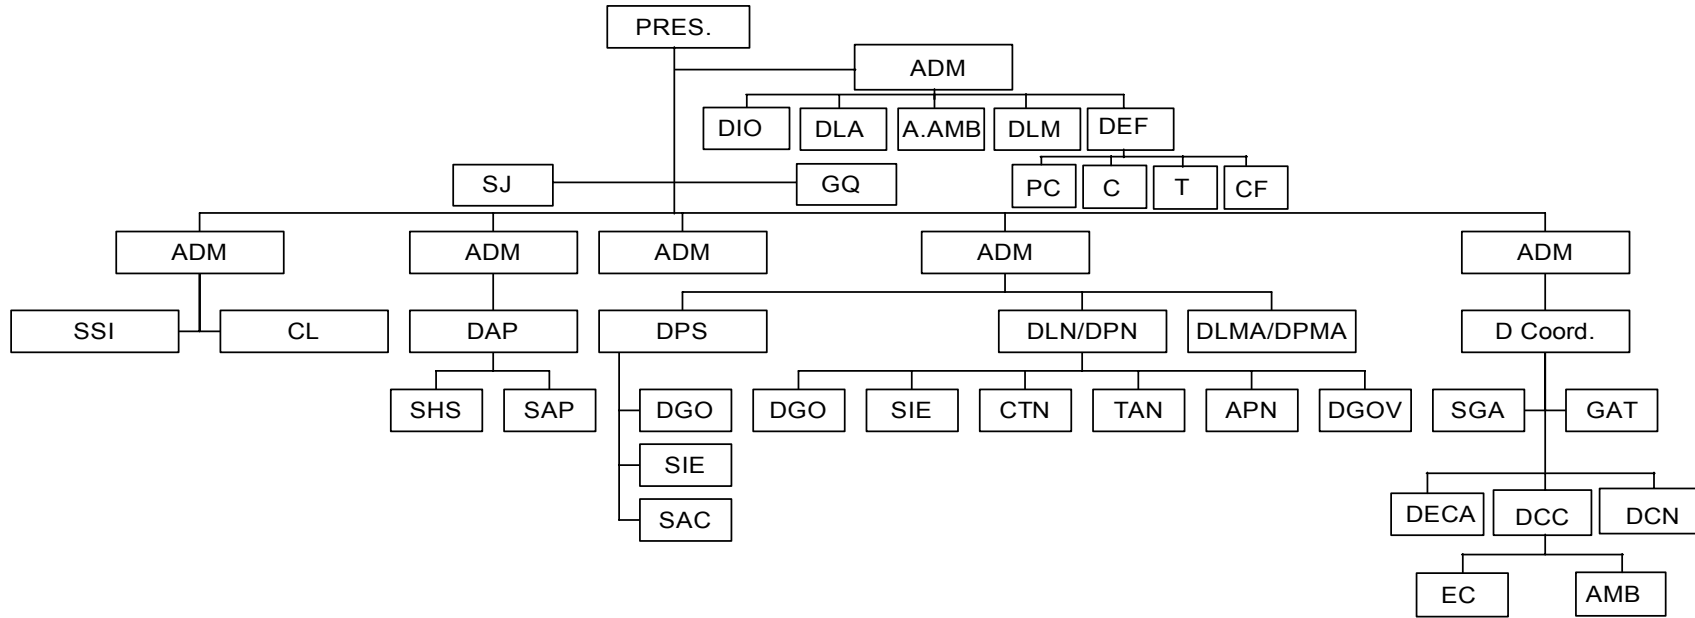 PRES.
ADM
DIO DLA A.AMB DLM DEF
PC C T CF
SJ GQ
ADM ADM ADM ADM ADM
SSI CL DAP DPS DLN/DPN DLMA/DPMA D Coord.
SHS SAP DGO DGO SIE CTN TAN APN DGOV SGA GAT
SIE
SAC DECA DCC DCN
EC AMB